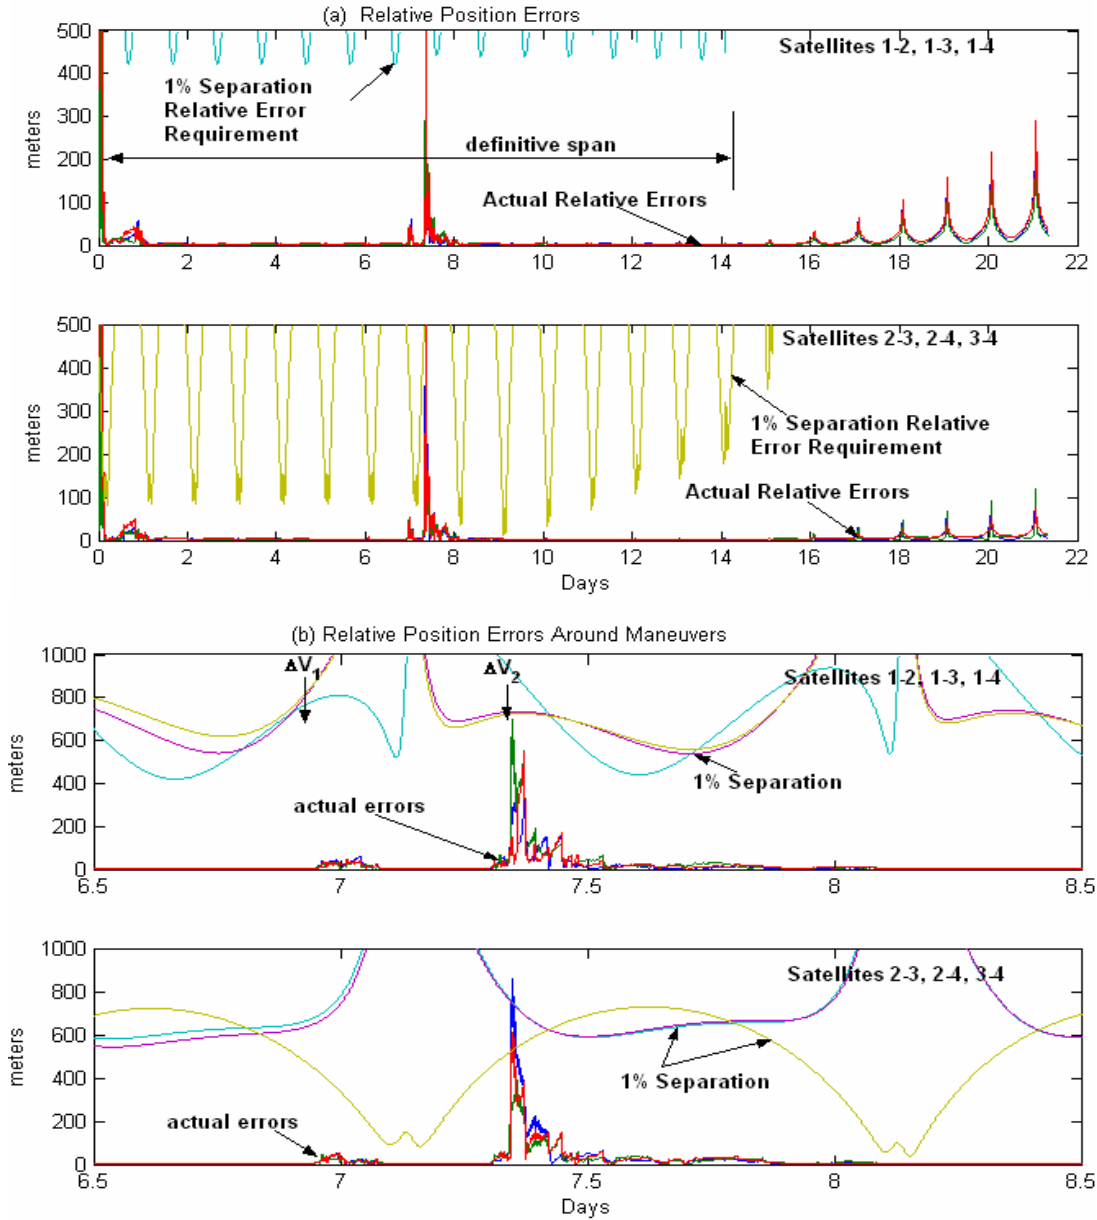 (a) Relative Position Errors
500
400
300
200
100
0
meters
Satellites 1-2, 1-3, 1-4
1% Separation
Relative Error
Requirement
definitive span
Actual Relative Errors
0 2 4 6 8 10 12 14 16 18 20 22
500
400
300
200
100
0
meters
Satellites 2-3, 2-4, 3-4
1% Separation Relative
Error Requirement
Actual Relative Errors
0 2 4 6 8 10 12 14 16 18 20 22
Days
(b) Relative Position Errors Around Maneuvers
1000
800
600
400
200
0
meters
ΔV1
ΔV2
Satellites 1-2, 1-3, 1-4
1% Separation
actual errors
6.5 7 7.5 8 8.5
1000
800
600
400
200
0
meters
Satellites 2-3, 2-4, 3-4
1% Separation
actual errors
6.5 7 7.5 8 8.5
Days